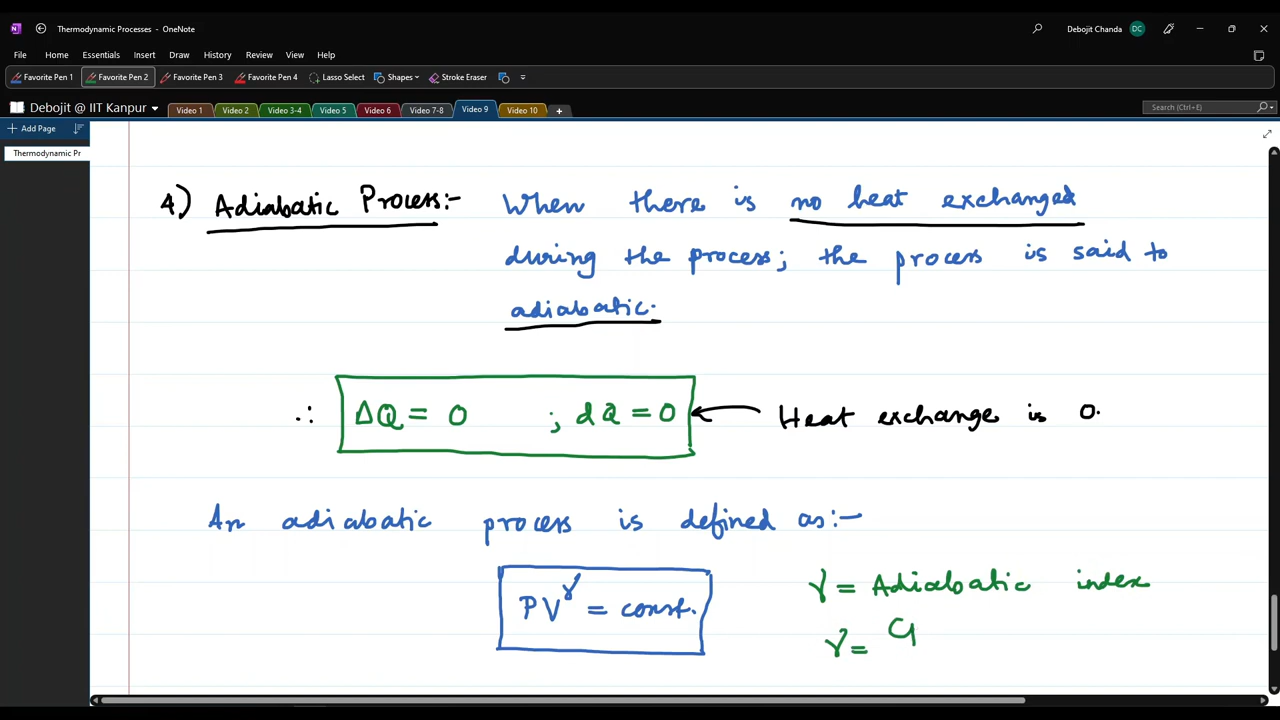 Thermodynamic Processes - OneNote
Debojit Chanda DC
File Home Essentials Insert Draw History Review View Help
Favorite Pen 1 Favorite Pen 2 Favorite Pen 3 Favorite Pen 4 Lasso Select Shapes Stroke Eraser
Debojit @ IIT Kanpur Video 1 Video 2 Video 3-4 Video 5 Video 6 Video 7-8 Video 9 Video 10 + Search (Ctrl+E)
+ Add Page
Thermodynamic Pr
4) Adiabatic Process:- When there is no heat exchanged
during the process; the process is said to
adiabatic.
∴ ΔQ = 0 ; dQ = 0 ← Heat exchange is 0.
An adiabatic process is defined as:-
PV^γ = const. γ = Adiabatic index
γ =